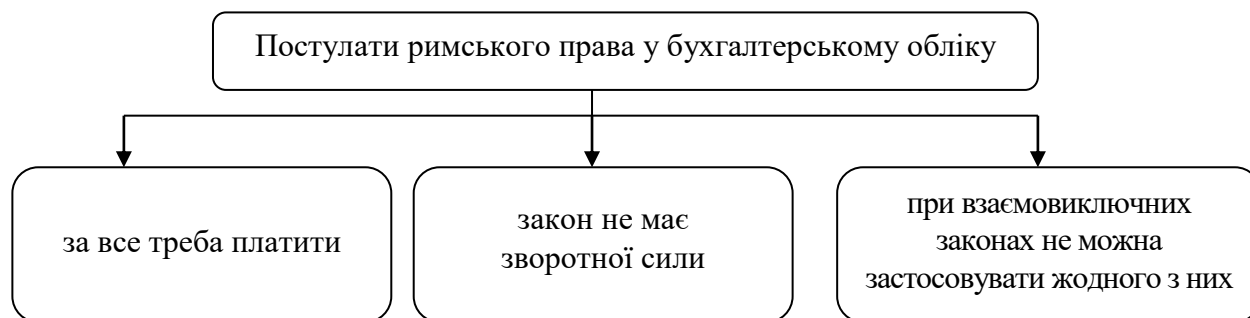 Постулати римського права у бухгалтерському обліку
за все треба платити
закон не має
зворотної сили
при взаємовиключних
законах не можна
застосовувати жодного з них